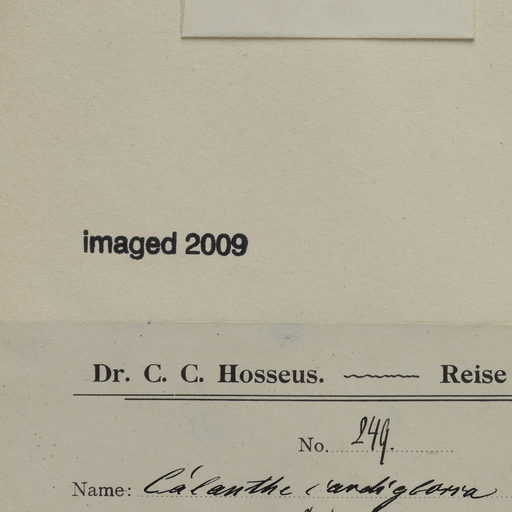 imaged 2009
Dr. C. C. Hosseus. Reise
No. 249.
Name: Calanthe